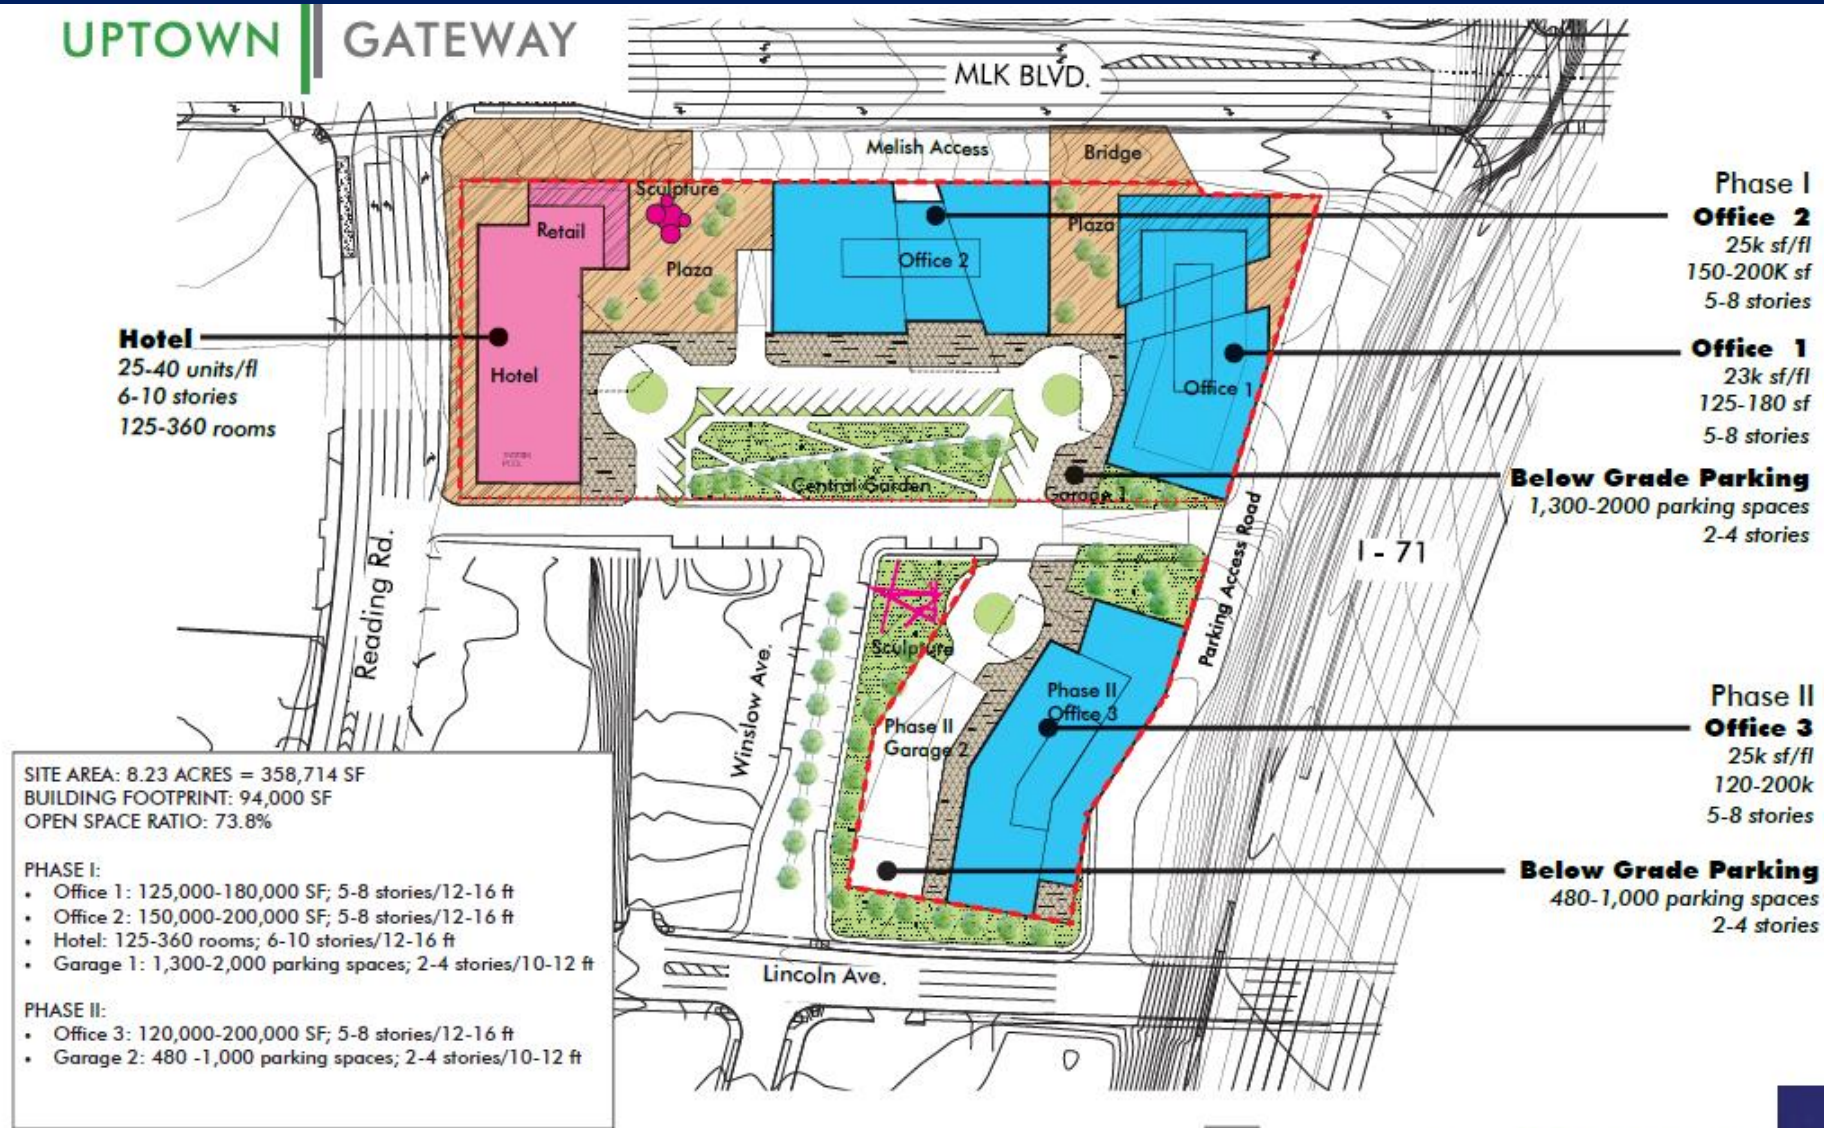 UPTOWN GATEWAY
MLK BLVD.
Melish Access
Bridge
Sculpture
Retail
Plaza
Plaza
Office 2
Hotel
Office 1
Central Garden
Garage 1
Hotel
25-40 units/fl
6-10 stories
125-360 rooms
Phase I
Office 2
25k sf/fl
150-200K sf
5-8 stories
Office 1
23k sf/fl
125-180 sf
5-8 stories
Below Grade Parking
1,300-2000 parking spaces
2-4 stories
I - 71
Parking Access Road
Reading Rd.
Winslow Ave.
Sculpture
Phase II
Garage 2
Phase II
Office 3
Phase II
Office 3
25k sf/fl
120-200k
5-8 stories
Below Grade Parking
480-1,000 parking spaces
2-4 stories
Lincoln Ave.
SITE AREA: 8.23 ACRES = 358,714 SF
BUILDING FOOTPRINT: 94,000 SF
OPEN SPACE RATIO: 73.8%
PHASE I:
• Office 1: 125,000-180,000 SF; 5-8 stories/12-16 ft
• Office 2: 150,000-200,000 SF; 5-8 stories/12-16 ft
• Hotel: 125-360 rooms; 6-10 stories/12-16 ft
• Garage 1: 1,300-2,000 parking spaces; 2-4 stories/10-12 ft
PHASE II:
• Office 3: 120,000-200,000 SF; 5-8 stories/12-16 ft
• Garage 2: 480 -1,000 parking spaces; 2-4 stories/10-12 ft